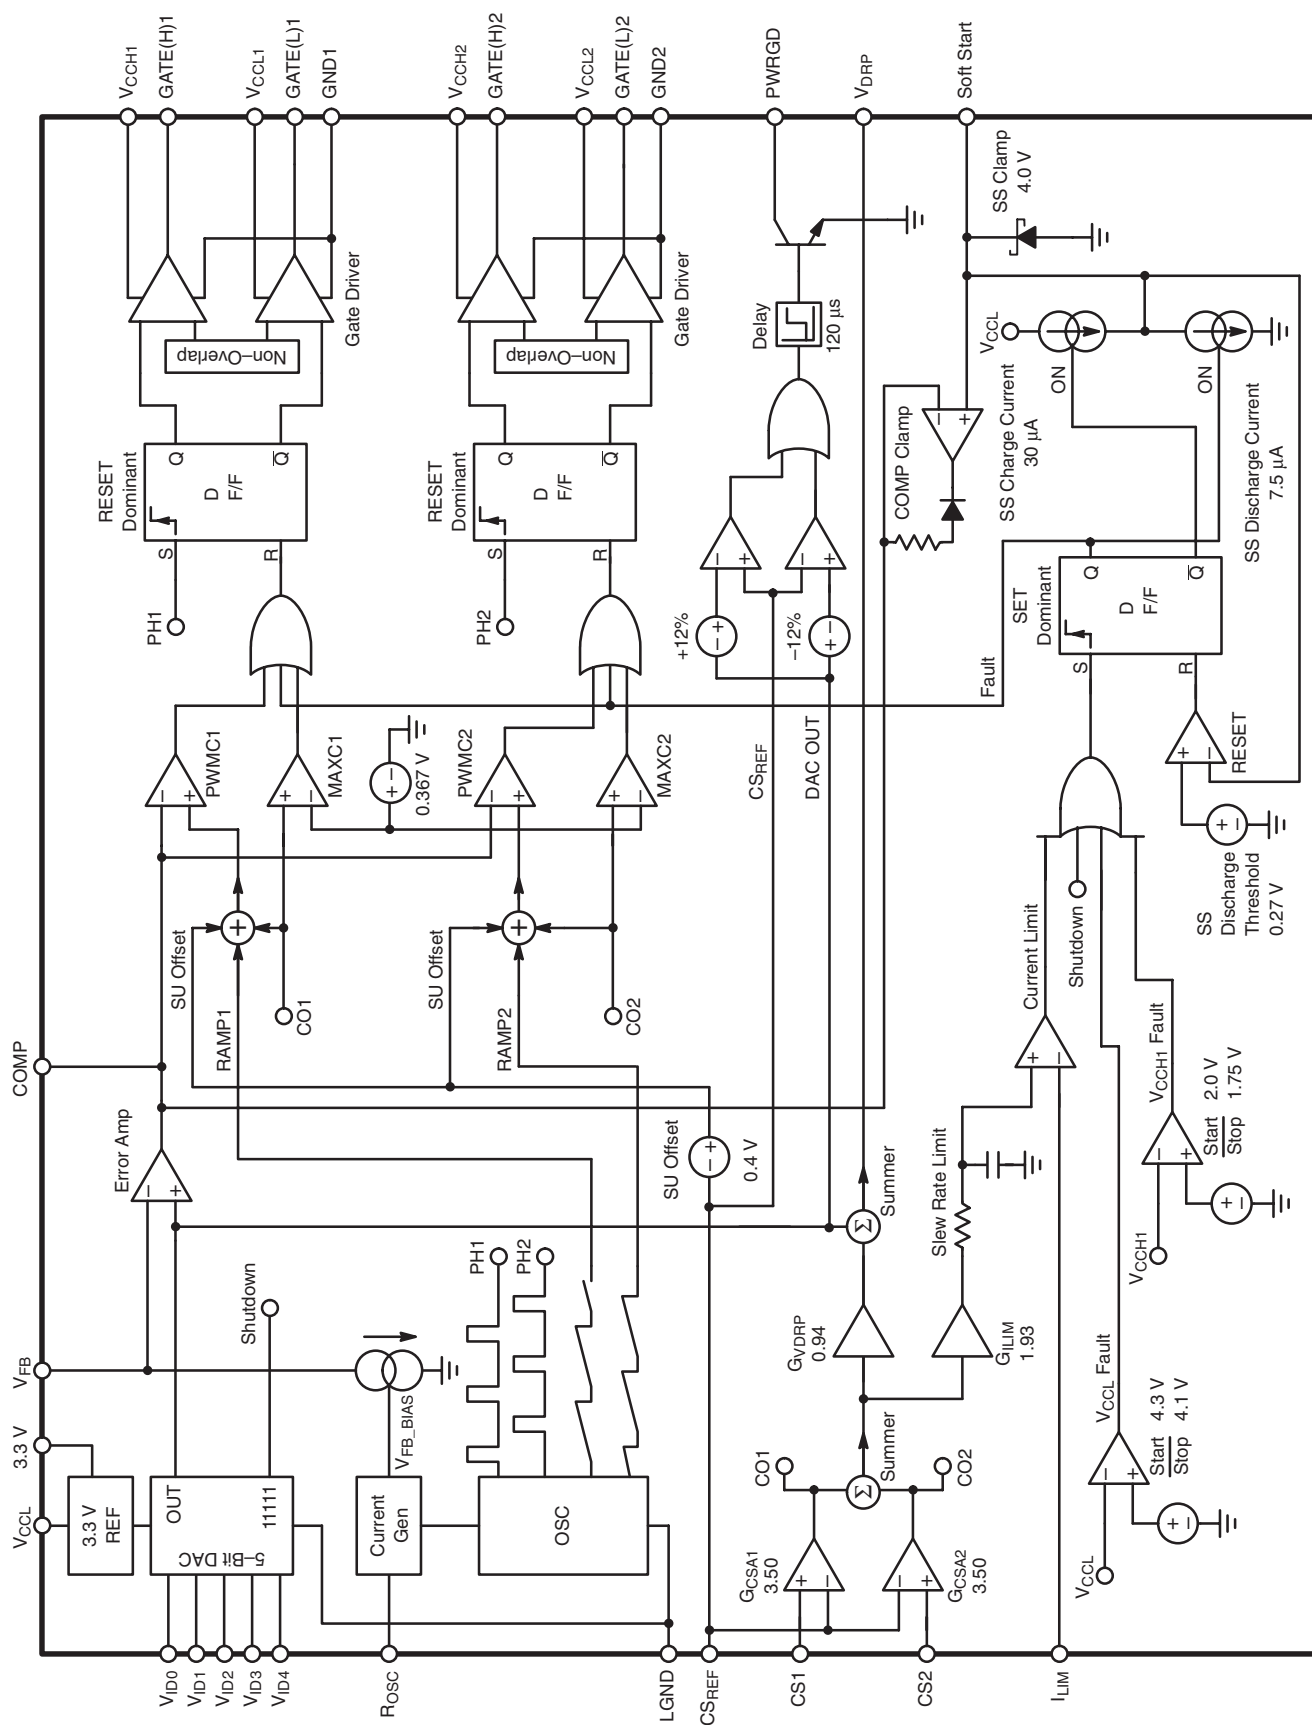 VCCH1
GATE(H)1
VCCL1
GATE(L)1
GND1
VCCH2
GATE(H)2
VCCL2
GATE(L)2
GND2
PWRGD
VDRP
Soft Start
Non–Overlap
Gate Driver
Non–Overlap
Gate Driver
Delay
120 μs
SS Clamp
4.0 V
RESET
Dominant
S
R
D
F/F
Q
Q
PH1
RESET
Dominant
S
R
D
F/F
Q
Q
PH2
+12%
– +
–12%
+ –
–
+
–
+
CSREF
DAC OUT
COMP Clamp
–
+
VCCL
ON
ON
SS Charge Current
30 μA
SS Discharge Current
7.5 μA
SET
Dominant
S
R
D
F/F
Q
Q
Fault
RESET
+
–
SS
Discharge
Threshold
0.27 V
+ –
Shutdown
Current Limit
+
–
PWMC1
–
+
MAXC1
+
–
0.367 V
+ –
PWMC2
–
+
MAXC2
+
–
SU Offset
+
RAMP1
CO1
SU Offset
+
RAMP2
CO2
COMP
Error Amp
–
+
SU Offset
– +
0.4 V
Summer
Σ
Slew Rate Limit
VCCH1 Fault
Start 2.0 V
Stop 1.75 V
–
+
+ –
VCCH1
VFB
3.3 V
VCCL
3.3 V
REF
OUT
11111
5–Bit DAC
Shutdown
VFB_BIAS
Current
Gen
OSC
PH1
PH2
GVDRP
0.94
GILIM
1.93
CO1
Summer
Σ
CO2
GCSA1
3.50
+
–
GCSA2
3.50
–
+
VCCL Fault
Start 4.3 V
Stop 4.1 V
–
+
+ –
VCCL
VID0
VID1
VID2
VID3
VID4
ROSC
LGND
CSREF
CS1
CS2
ILIM